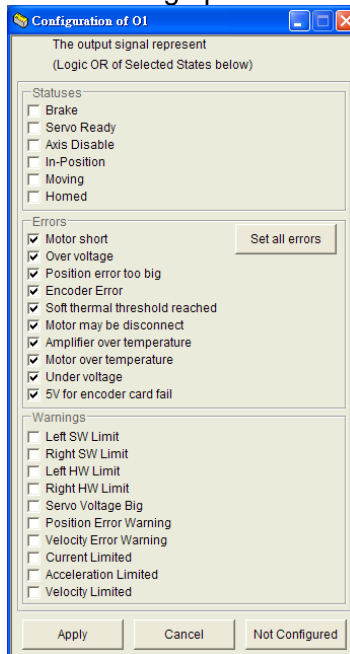 Configuration of O1
The output signal represent
(Logic OR of Selected States below)
Statuses
Brake
Servo Ready
Axis Disable
In-Position
Moving
Homed
Errors
Motor short
Set all errors
Over voltage
Position error too big
Encoder Error
Soft thermal threshold reached
Motor may be disconnect
Amplifier over temperature
Motor over temperature
Under voltage
5V for encoder card fail
Warnings
Left SW Limit
Right SW Limit
Left HW Limit
Right HW Limit
Servo Voltage Big
Position Error Warning
Velocity Error Warning
Current Limited
Acceleration Limited
Velocity Limited
Apply Cancel Not Configured